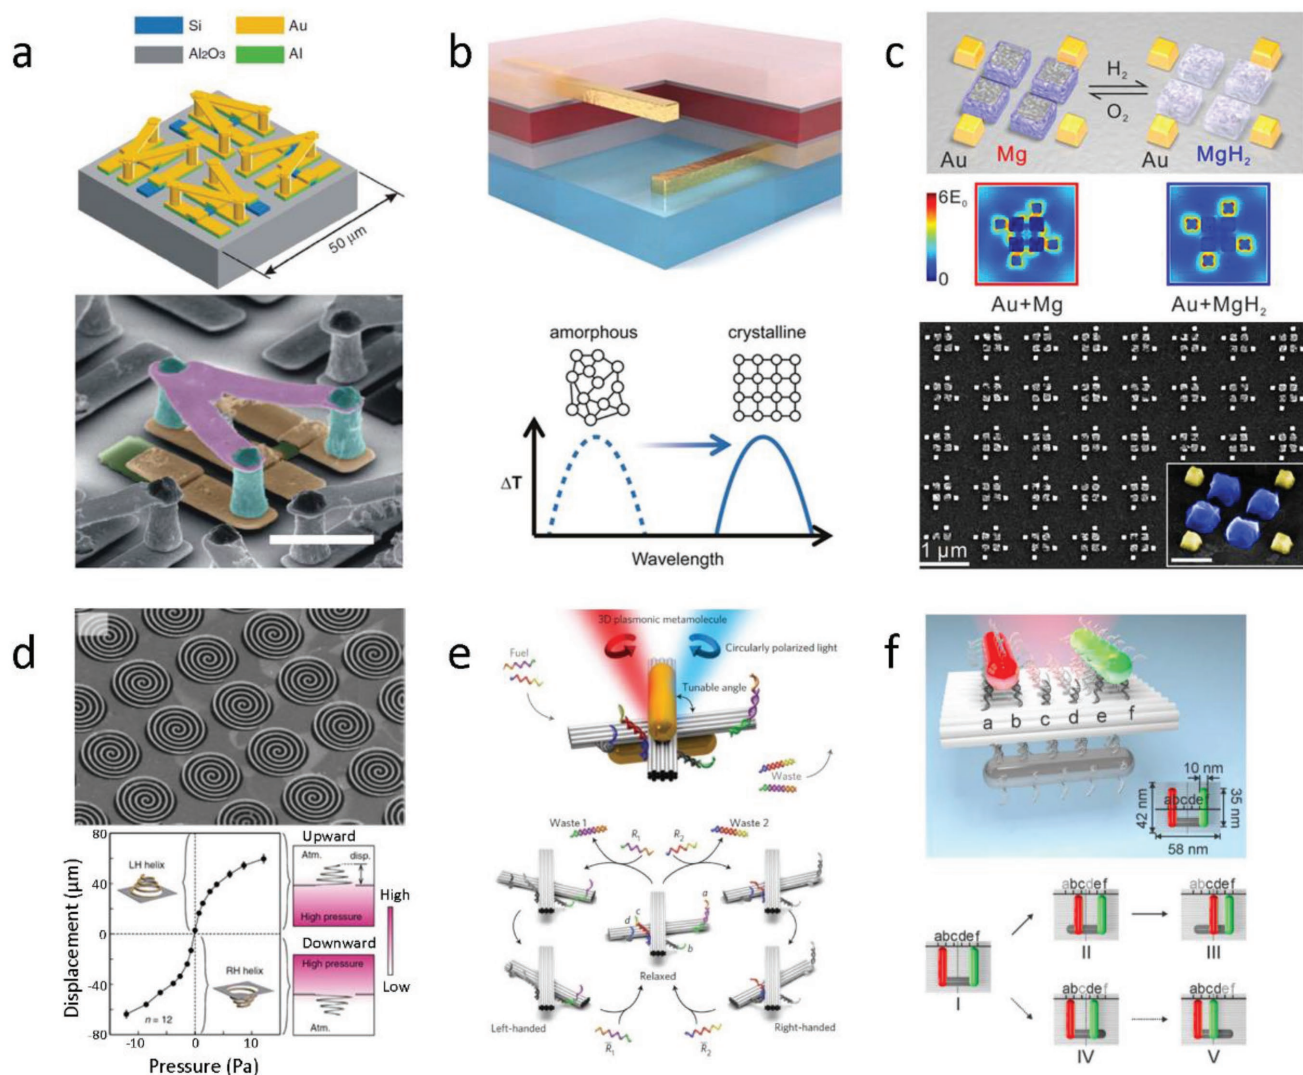 a
Si
Au
Al2O3
Al
50 µm
b
amorphous
crystalline
ΔT
Wavelength
c
H2
O2
Au
Mg
Au
MgH2
6E0
0
Au+Mg
Au+MgH2
1 µm
d
80
40
0
-40
-80
Displacement (µm)
LH helix
RH helix
n = 12
-10
0
10
Pressure (Pa)
Upward
Atm.
disp.
High pressure
Downward
High pressure
Atm.
High
Low
e
3D plasmonic metamolecule
Fuel
Circularly polarized light
Tunable angle
Waste
Waste 1
R1
R2
Waste 2
a
c
d
b
Relaxed
Left-handed
Right-handed
R̅1
R̅2
f
a b c d e f
10 nm
abcdef
42 nm
35 nm
58 nm
abcdef
I
abcdef
II
abcdef
III
abcdef
IV
abcdef
V